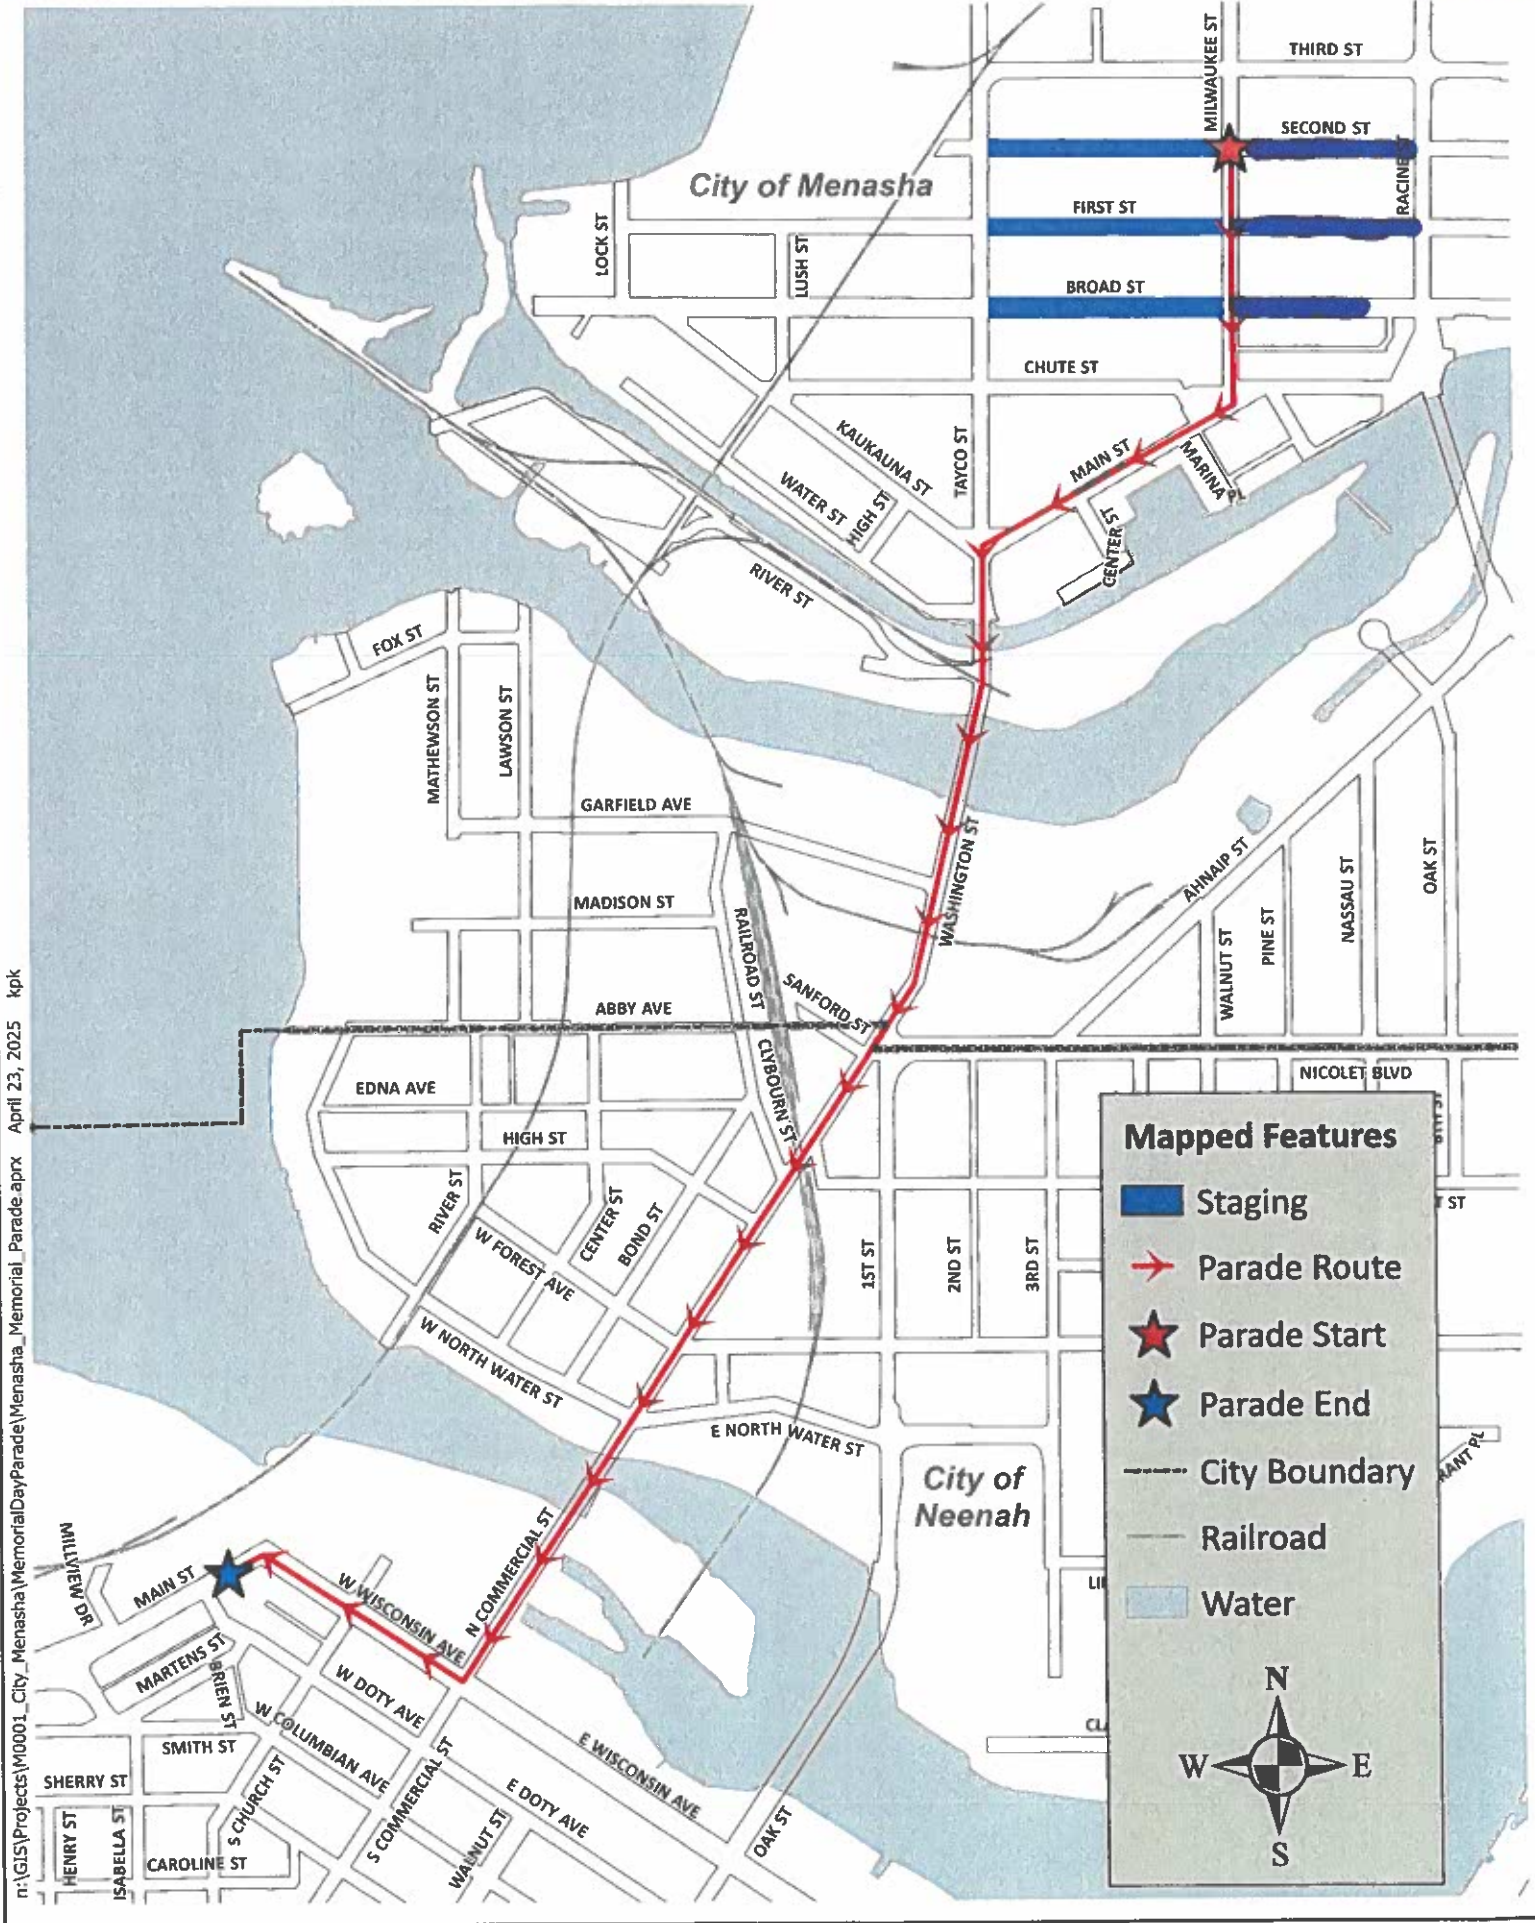 MILWAUKEE ST
THIRD ST
SECOND ST
RACINE
City of Menasha
FIRST ST
LOCK ST
LUSH ST
BROAD ST
CHUTE ST
KAUKAUNA ST
TAYCO ST
MAIN ST
MARINA PL
WATER ST
HIGH ST
CENTER ST
RIVER ST
FOX ST
MATHEWSON ST
LAWSON ST
GARFIELD AVE
WASHINGTON ST
AHNAIP ST
OAK ST
NASSAU ST
PINE ST
WALNUT ST
MADISON ST
RAILROAD ST
SANFORD ST
ABBY AVE
CLYBOURN ST
NICOLET BLVD
EDNA AVE
HIGH ST
RIVER ST
CENTER ST
BOND ST
W FOREST AVE
1ST ST
2ND ST
3RD ST
T ST
W NORTH WATER ST
E NORTH WATER ST
City of
Neenah
RANT PL
N COMMERCIAL ST
MILLVIEW DR
MAIN ST
W WISCONSIN AVE
LI
MARTENS ST
BRIEN ST
W DOTY AVE
W COLUMBIAN AVE
SMITH ST
SHERRY ST
HENRY ST
ISABELLA ST
S CHURCH ST
CAROLINE ST
S COMMERCIAL ST
E WISCONSIN AVE
E DOTY AVE
WALNUT ST
OAK ST
CL
Mapped Features
Staging
Parade Route
Parade Start
Parade End
City Boundary
Railroad
Water
N
W
E
S
n:\GIS\Projects\M0001_City_Menasha\MemorialDayParade\Menasha_Memorial_Parade.aprx April 23, 2025 kpk